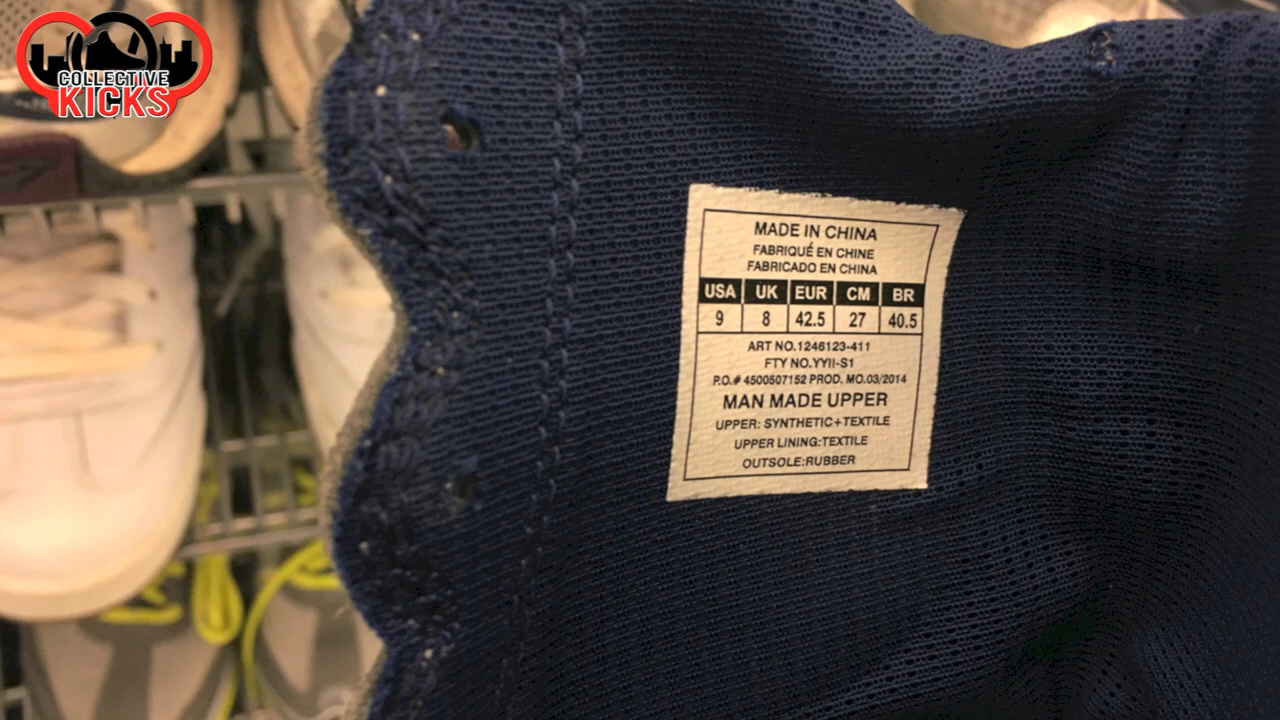 COLLECTIVE
KICKS
MADE IN CHINA
FABRIQUÉ EN CHINE
FABRICADO EN CHINA
USA UK EUR CM BR
9 8 42.5 27 40.5
ART NO.1246123-411
FTY NO.YYII-S1
P.O.# 4500507152 PROD. MO.03/2014
MAN MADE UPPER
UPPER: SYNTHETIC+TEXTILE
UPPER LINING:TEXTILE
OUTSOLE:RUBBER